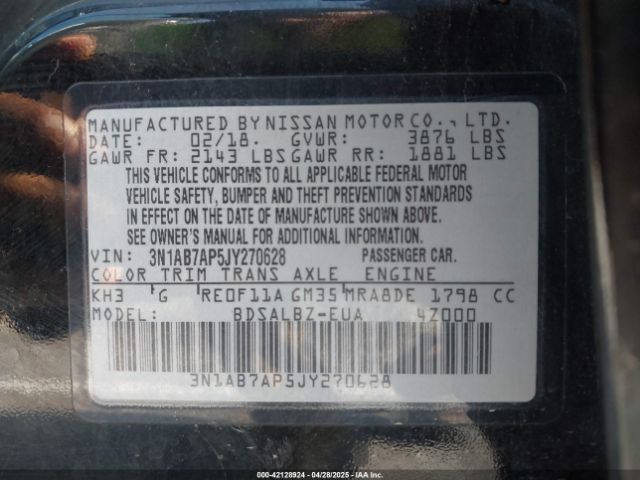 MANUFACTURED BY NISSAN MOTOR CO., LTD.
DATE: 02/18. GVWR: 3876 LBS
GAWR FR: 2143 LBS GAWR RR: 1881 LBS
THIS VEHICLE CONFORMS TO ALL APPLICABLE FEDERAL MOTOR
VEHICLE SAFETY, BUMPER AND THEFT PREVENTION STANDARDS
IN EFFECT ON THE DATE OF MANUFACTURE SHOWN ABOVE.
SEE OWNER'S MANUAL FOR ADDITIONAL INFORMATION.
VIN: 3N1AB7AP5JY270628 PASSENGER CAR.
COLOR TRIM TRANS AXLE ENGINE
KH3 G RE0F11A GM35 MRA8DE 1798 CC
MODEL: BDSALBZ-EUA 4Z000
3N1AB7AP5JY270628
000-42128924 | 04/28/2025 - IAAI.COM